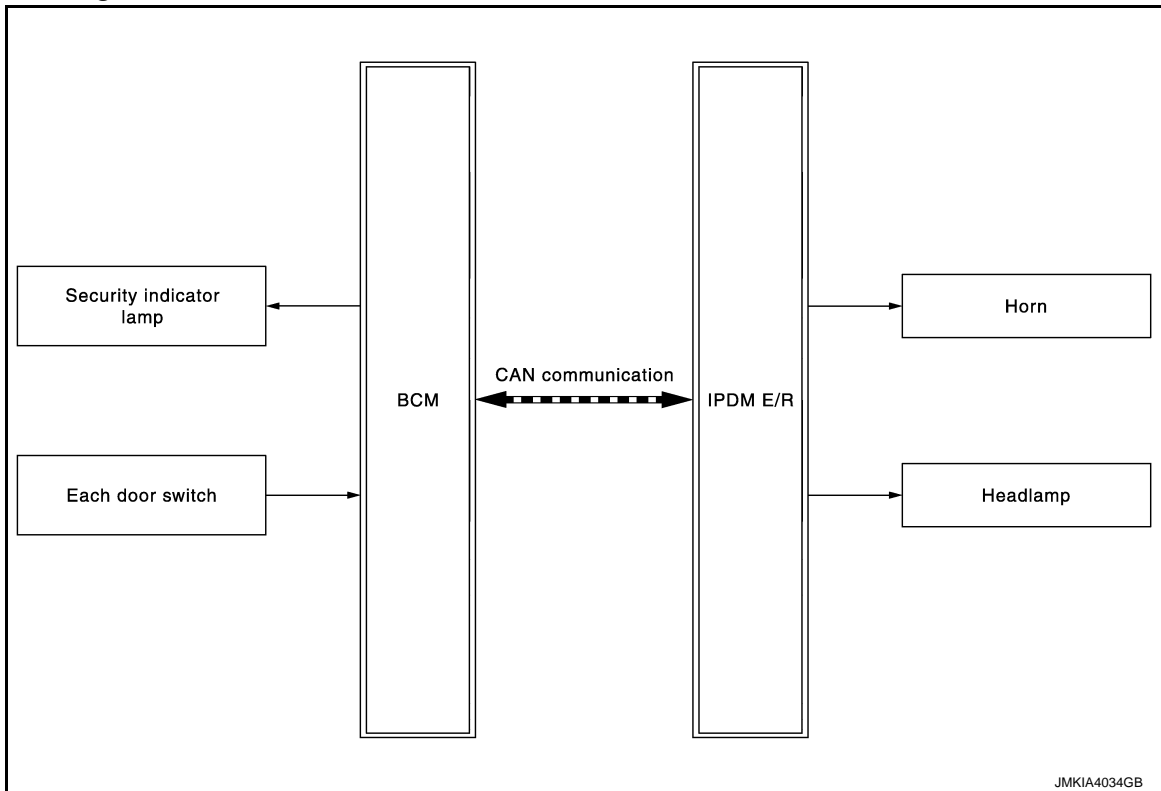 Security indicator
lamp
Each door switch
BCM
CAN communication
IPDM E/R
Horn
Headlamp
JMKIA4034GB